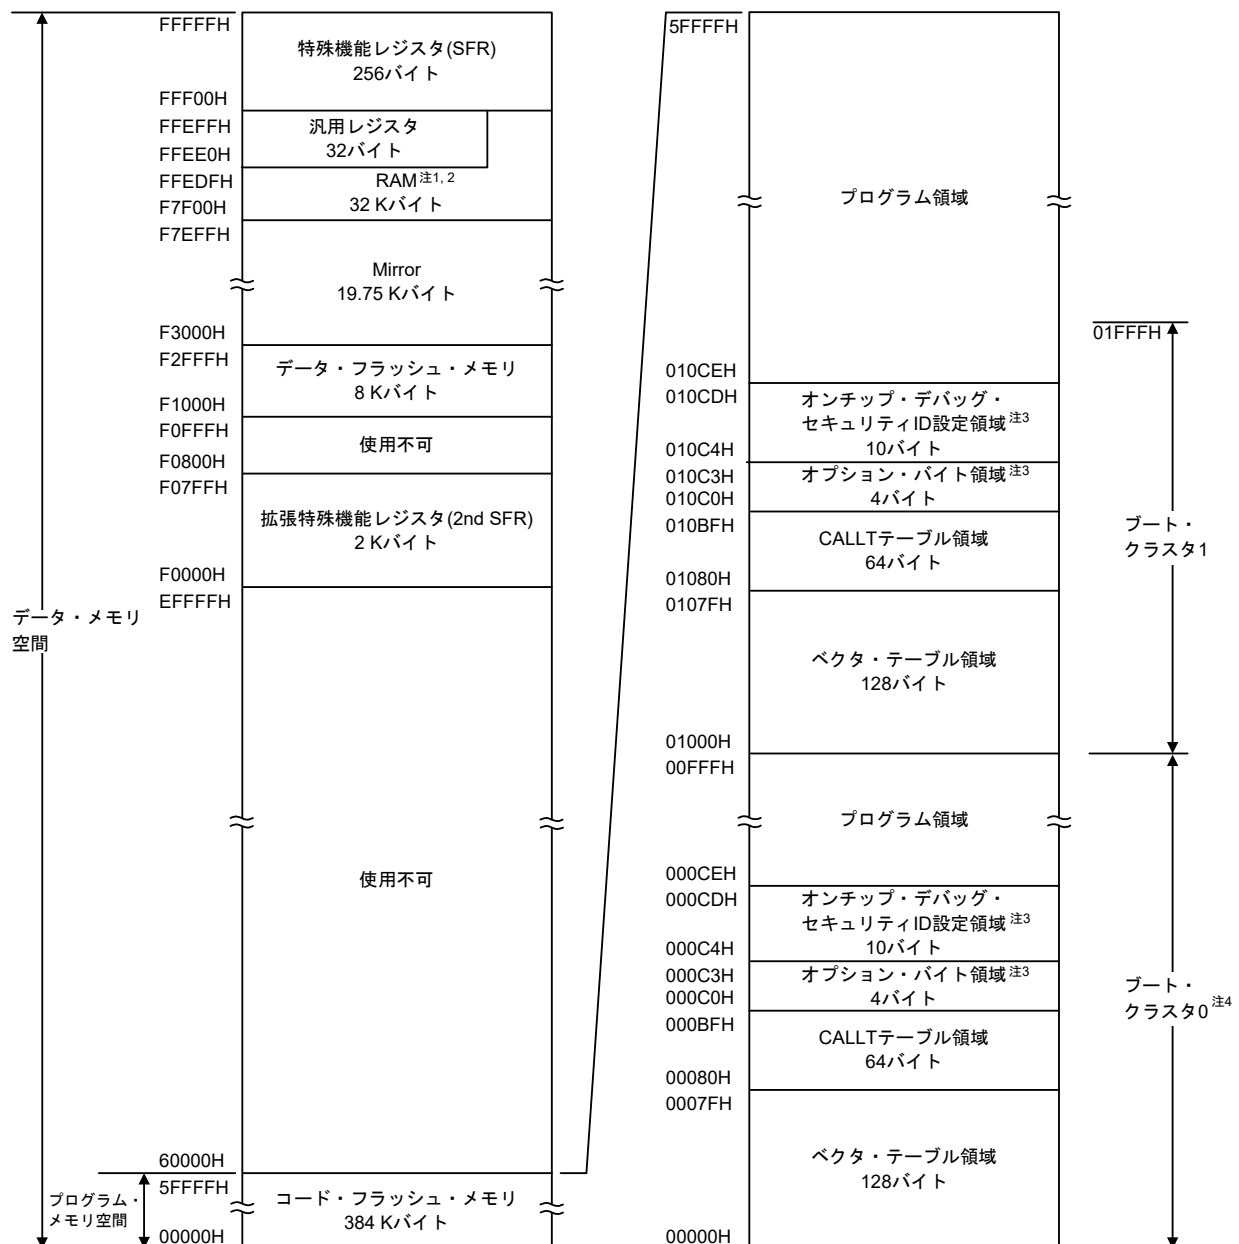 FFFFFH
特殊機能レジスタ(SFR)
256バイト
FFF00H
FFEFFH
汎用レジスタ
32バイト
FFEE0H
FFEDFH
RAM注1, 2
32 Kバイト
F7F00H
F7EFFH
Mirror
19.75 Kバイト
F3000H
F2FFFH
データ・フラッシュ・メモリ
8 Kバイト
F1000H
F0FFFH
使用不可
F0800H
F07FFH
拡張特殊機能レジスタ(2nd SFR)
2 Kバイト
F0000H
EFFFFH
データ・メモリ
空間
使用不可
60000H
5FFFFH
プログラム・
メモリ空間
コード・フラッシュ・メモリ
384 Kバイト
00000H
5FFFFH
プログラム領域
01FFFH
010CEH
010CDH
オンチップ・デバッグ・
セキュリティID設定領域注3
10バイト
010C4H
010C3H
オプション・バイト領域注3
4バイト
010C0H
010BFH
CALLTテーブル領域
64バイト
ブート・
クラスタ1
01080H
0107FH
ベクタ・テーブル領域
128バイト
01000H
00FFFH
プログラム領域
000CEH
000CDH
オンチップ・デバッグ・
セキュリティID設定領域注3
10バイト
000C4H
000C3H
オプション・バイト領域注3
4バイト
000C0H
000BFH
ブート・
クラスタ0注4
CALLTテーブル領域
64バイト
00080H
0007FH
ベクタ・テーブル領域
128バイト
00000H